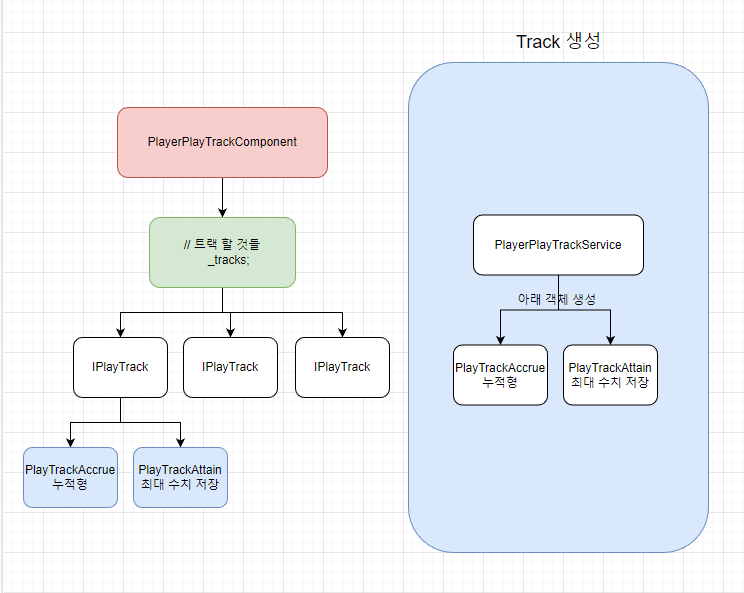 Track 생성
PlayerPlayTrackComponent
// 트랙 할 것들
_tracks;
IPlayTrack
IPlayTrack
IPlayTrack
PlayTrackAccrue
누적형
PlayTrackAttain
최대 수치 저장
PlayerPlayTrackService
아래 객체 생성
PlayTrackAccrue
누적형
PlayTrackAttain
최대 수치 저장